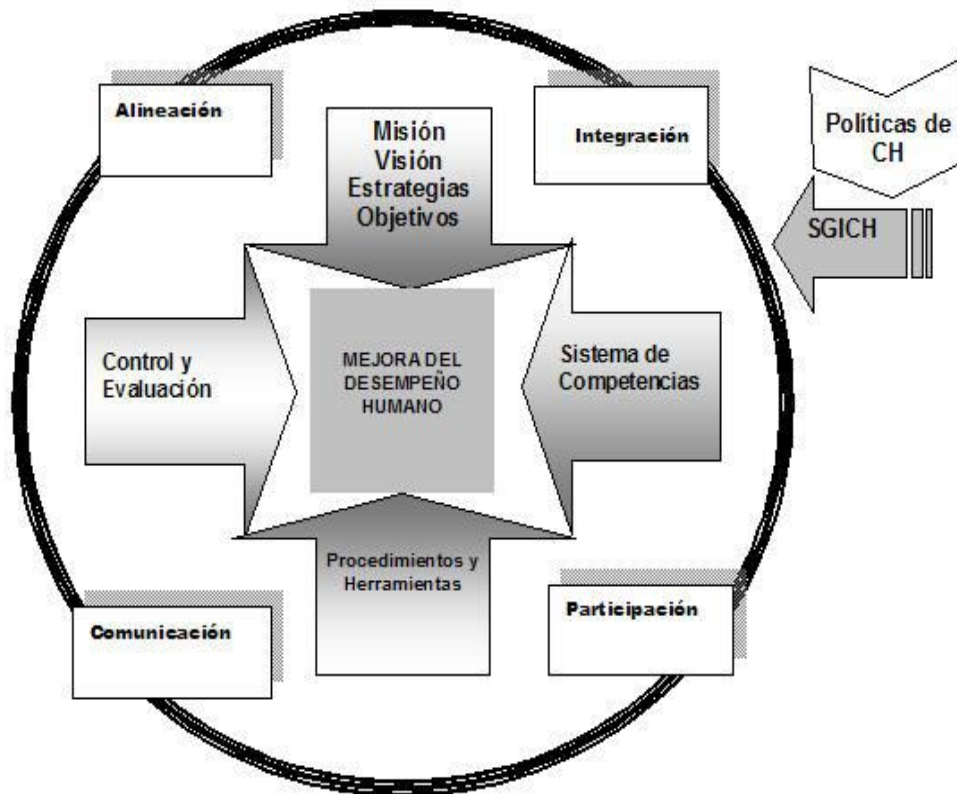 Alineación
Misión
Visión
Estrategias
Objetivos
Integración
Políticas de
CH
SGICH
Control y
Evaluación
MEJORA DEL
DESEMPEÑO
HUMANO
Sistema de
Competencias
Procedimientos y
Herramientas
Comunicación
Participación